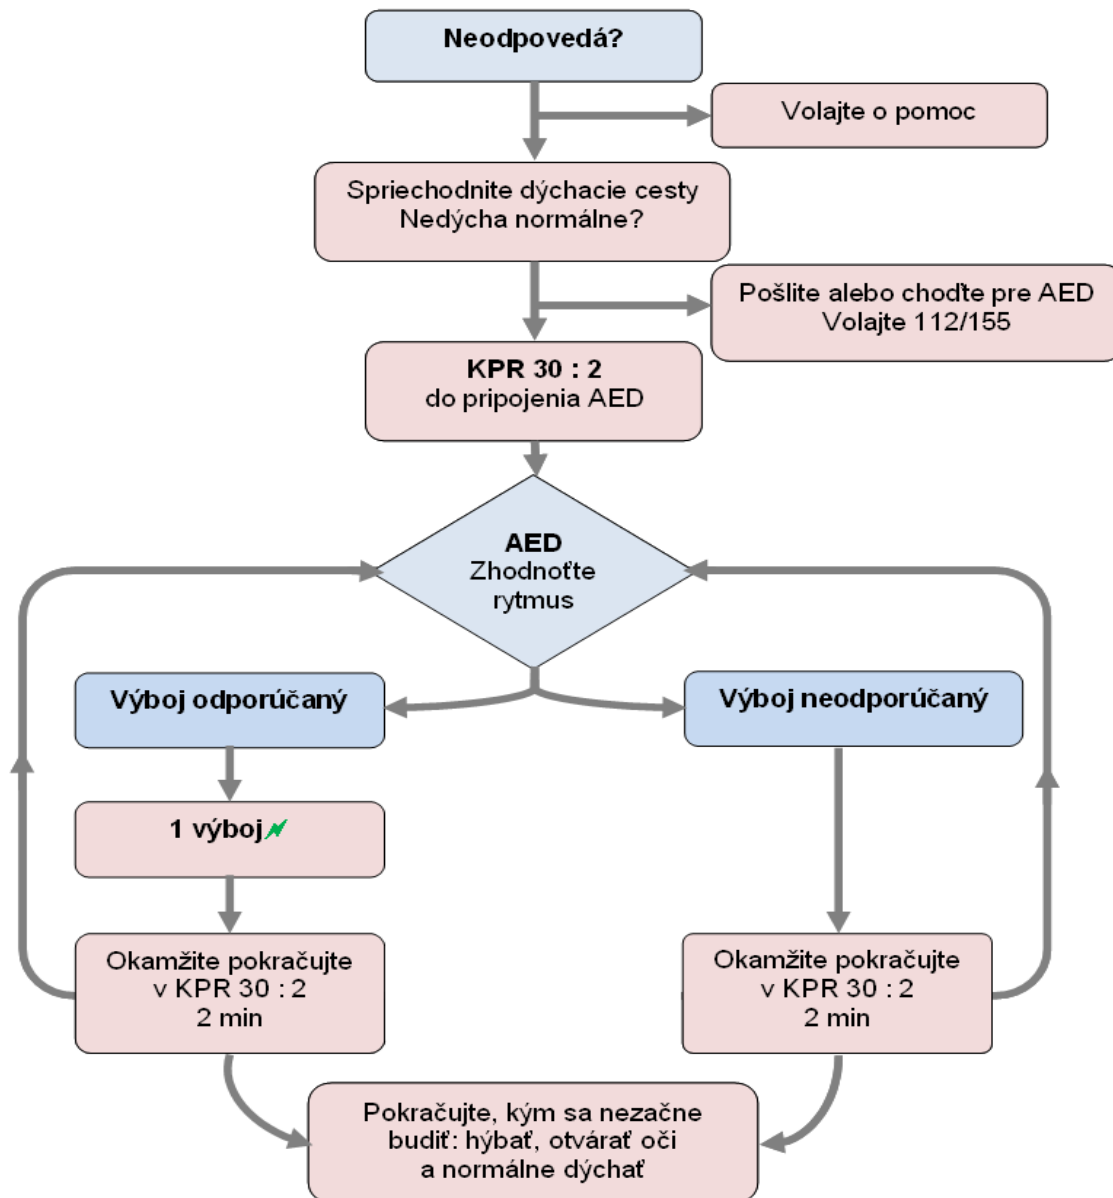 Neodpovedá?
Volajte o pomoc
Spriechodnite dýchacie cesty
Nedýcha normálne?
Pošlite alebo choďte pre AED
Volajte 112/155
KPR 30 : 2
do pripojenia AED
AED
Zhodnoťte
rytmus
Výboj odporúčaný
Výboj neodporúčaný
1 výboj
Okamžite pokračujte
v KPR 30 : 2
2 min
Okamžite pokračujte
v KPR 30 : 2
2 min
Pokračujte, kým sa nezačne
budiť: hýbať, otvárať oči
a normálne dýchať